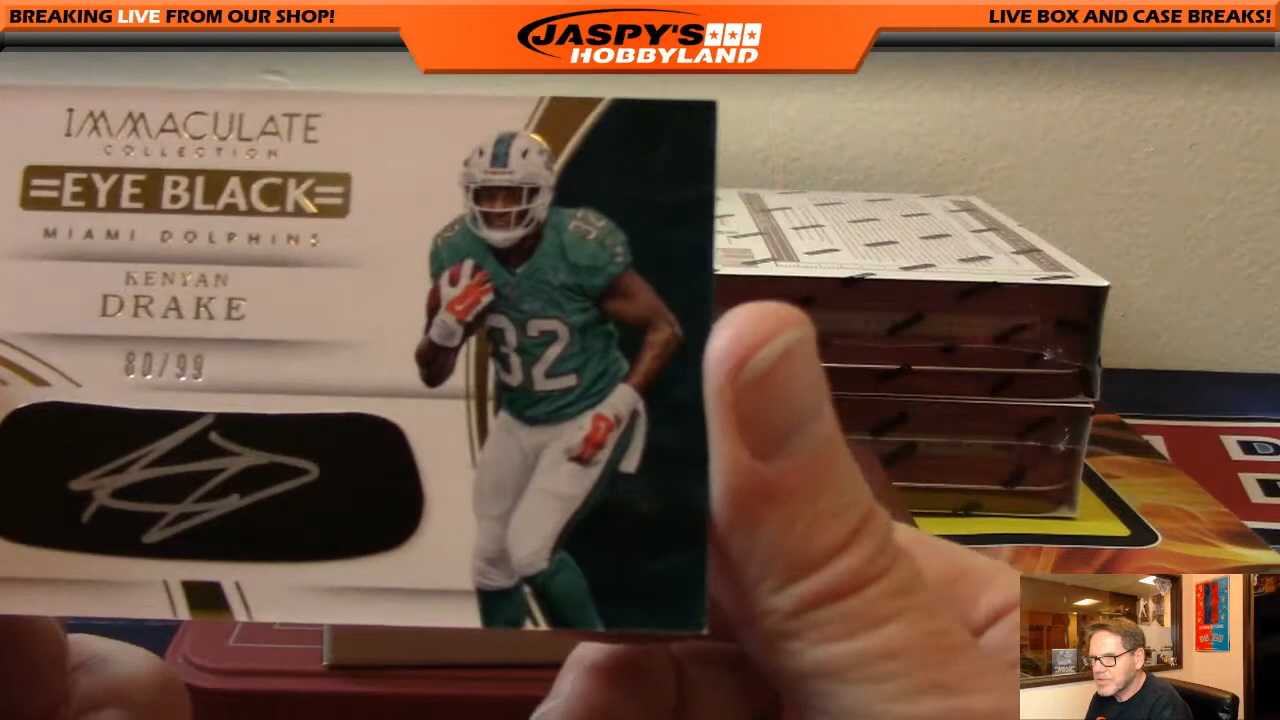 BREAKING LIVE FROM OUR SHOP!
JASPY'S
HOBBYLAND
LIVE BOX AND CASE BREAKS!
IMMACULATE
COLLECTION
=EYE BLACK=
MIAMI DOLPHINS
KENYAN
DRAKE
80/99
32
32